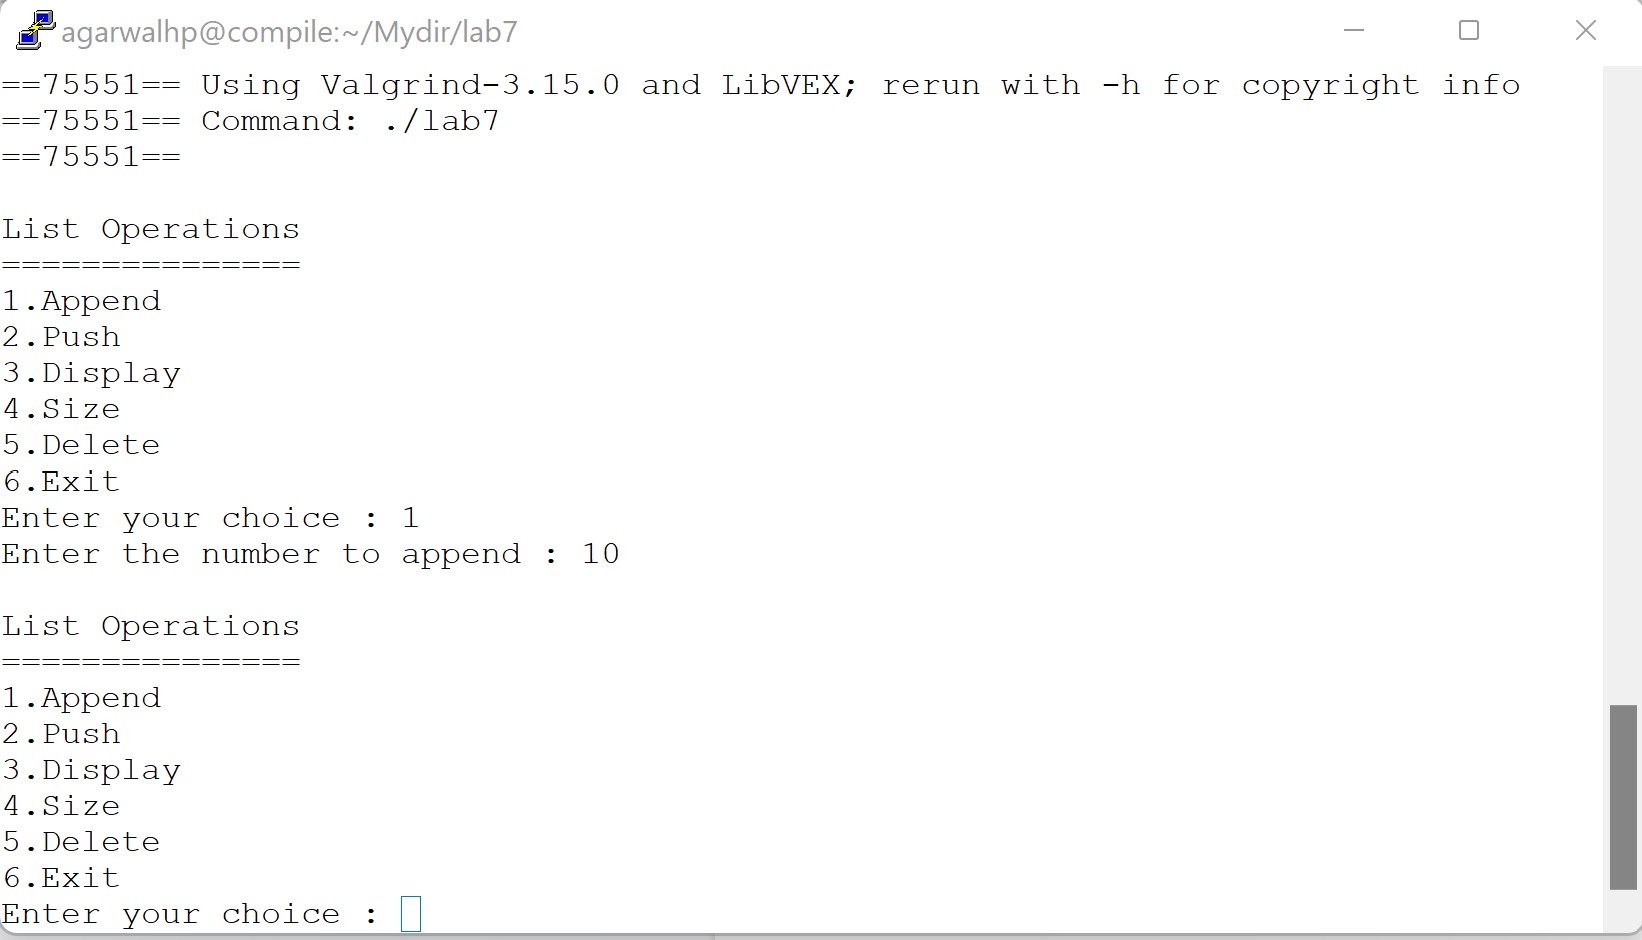 agarwalhp@compile:~/Mydir/lab7
==75551== Using Valgrind-3.15.0 and LibVEX; rerun with -h for copyright info
==75551== Command: ./lab7
==75551==
List Operations
===============
1.Append
2.Push
3.Display
4.Size
5.Delete
6.Exit
Enter your choice : 1
Enter the number to append : 10
List Operations
===============
1.Append
2.Push
3.Display
4.Size
5.Delete
6.Exit
Enter your choice :